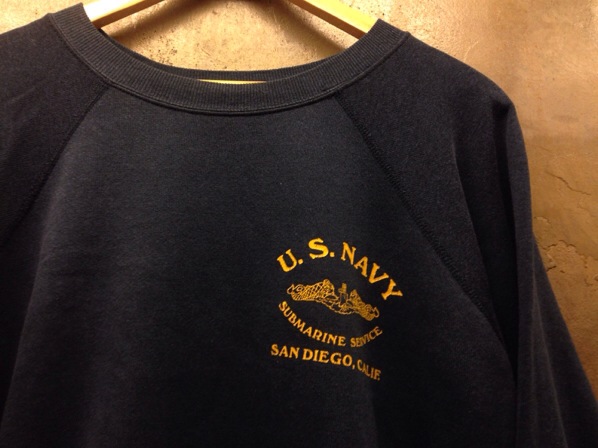 U. S. NAVY
SUBMARINE SERVICE
SAN DIEGO, CALIF